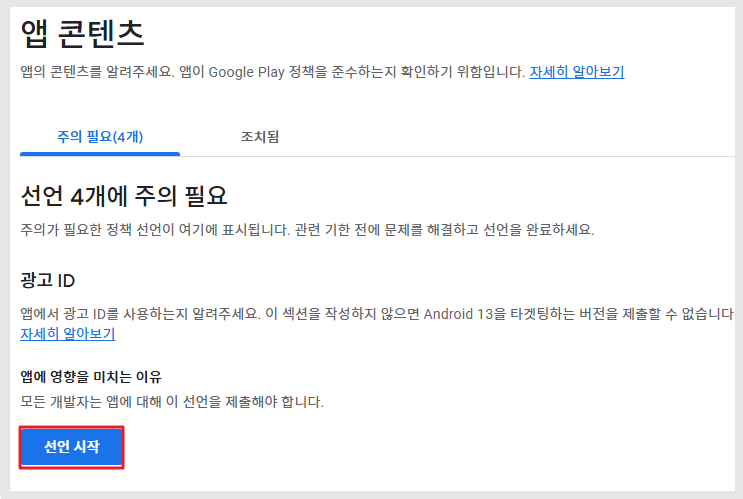 앱 콘텐츠
앱의 콘텐츠를 알려주세요. 앱이 Google Play 정책을 준수하는지 확인하기 위함입니다. 자세히 알아보기
주의 필요(4개) 조치됨
선언 4개에 주의 필요
주의가 필요한 정책 선언이 여기에 표시됩니다. 관련 기한 전에 문제를 해결하고 선언을 완료하세요.
광고 ID
앱에서 광고 ID를 사용하는지 알려주세요. 이 섹션을 작성하지 않으면 Android 13을 타겟팅하는 버전을 제출할 수 없습니다
자세히 알아보기
앱에 영향을 미치는 이유
모든 개발자는 앱에 대해 이 선언을 제출해야 합니다.
선언 시작